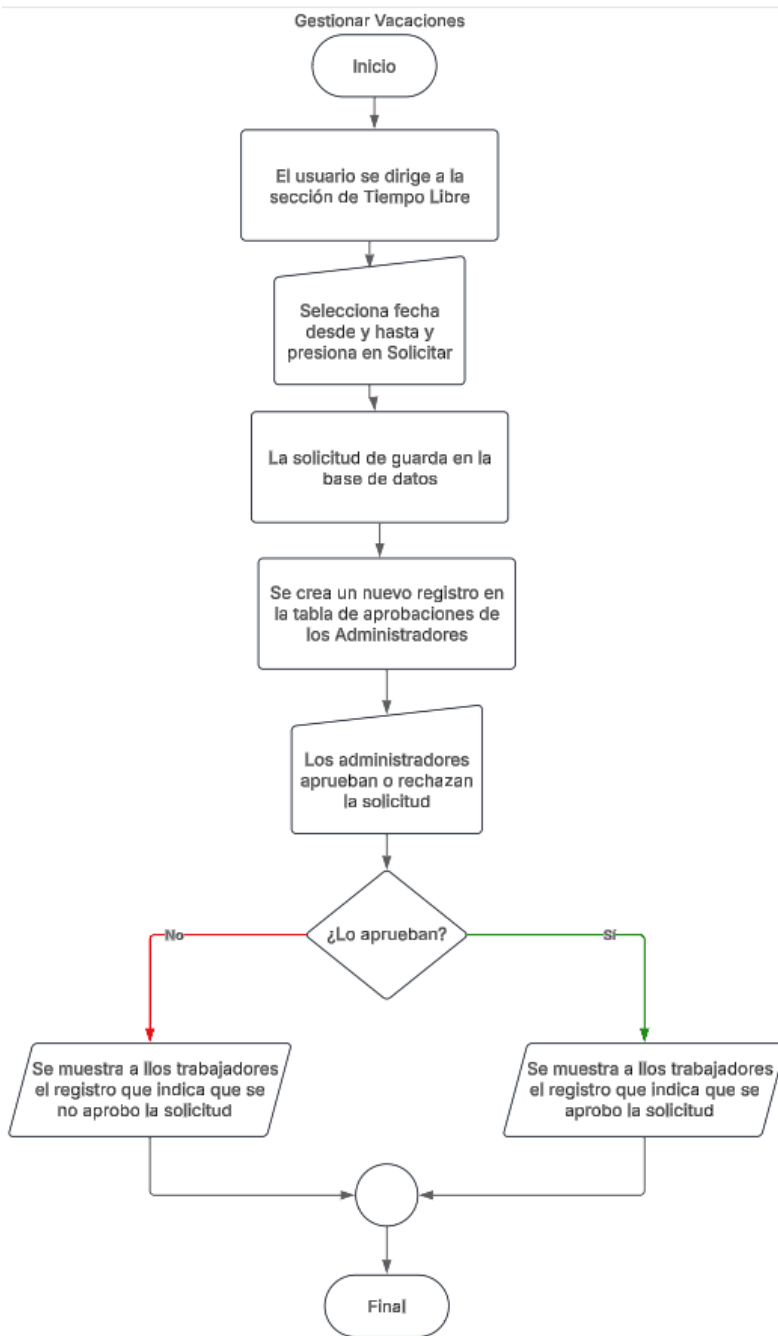 Gestionar Vacaciones
Inicio
El usuario se dirige a la
sección de Tiempo Libre
Selecciona fecha
desde y hasta y
presiona en Solicitar
La solicitud de guarda en la
base de datos
Se crea un nuevo registro en
la tabla de aprobaciones de
los Administradores
Los administradores
aprueban o rechazan
la solicitud
¿Lo aprueban?
No
Sí
Se muestra a llos trabajadores
el registro que indica que se
no aprobo la solicitud
Se muestra a llos trabajadores
el registro que indica que se
aprobo la solicitud
Final